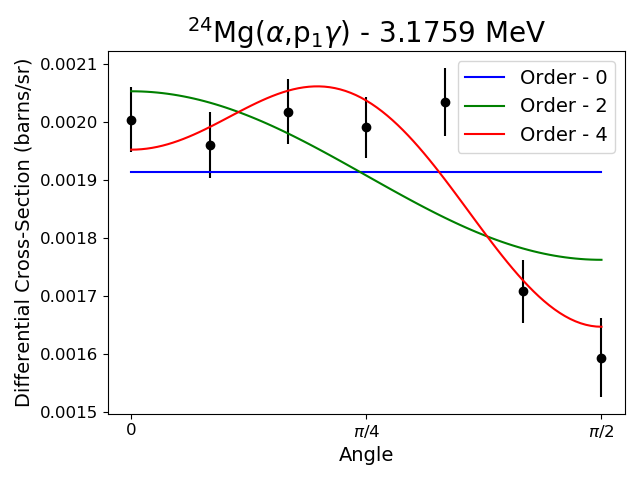 ²⁴Mg(α,p₁γ) - 3.1759 MeV
Differential Cross-Section (barns/sr)
0.0021
0.0020
0.0019
0.0018
0.0017
0.0016
0.0015
Order - 0
Order - 2
Order - 4
0 π/4 π/2
Angle